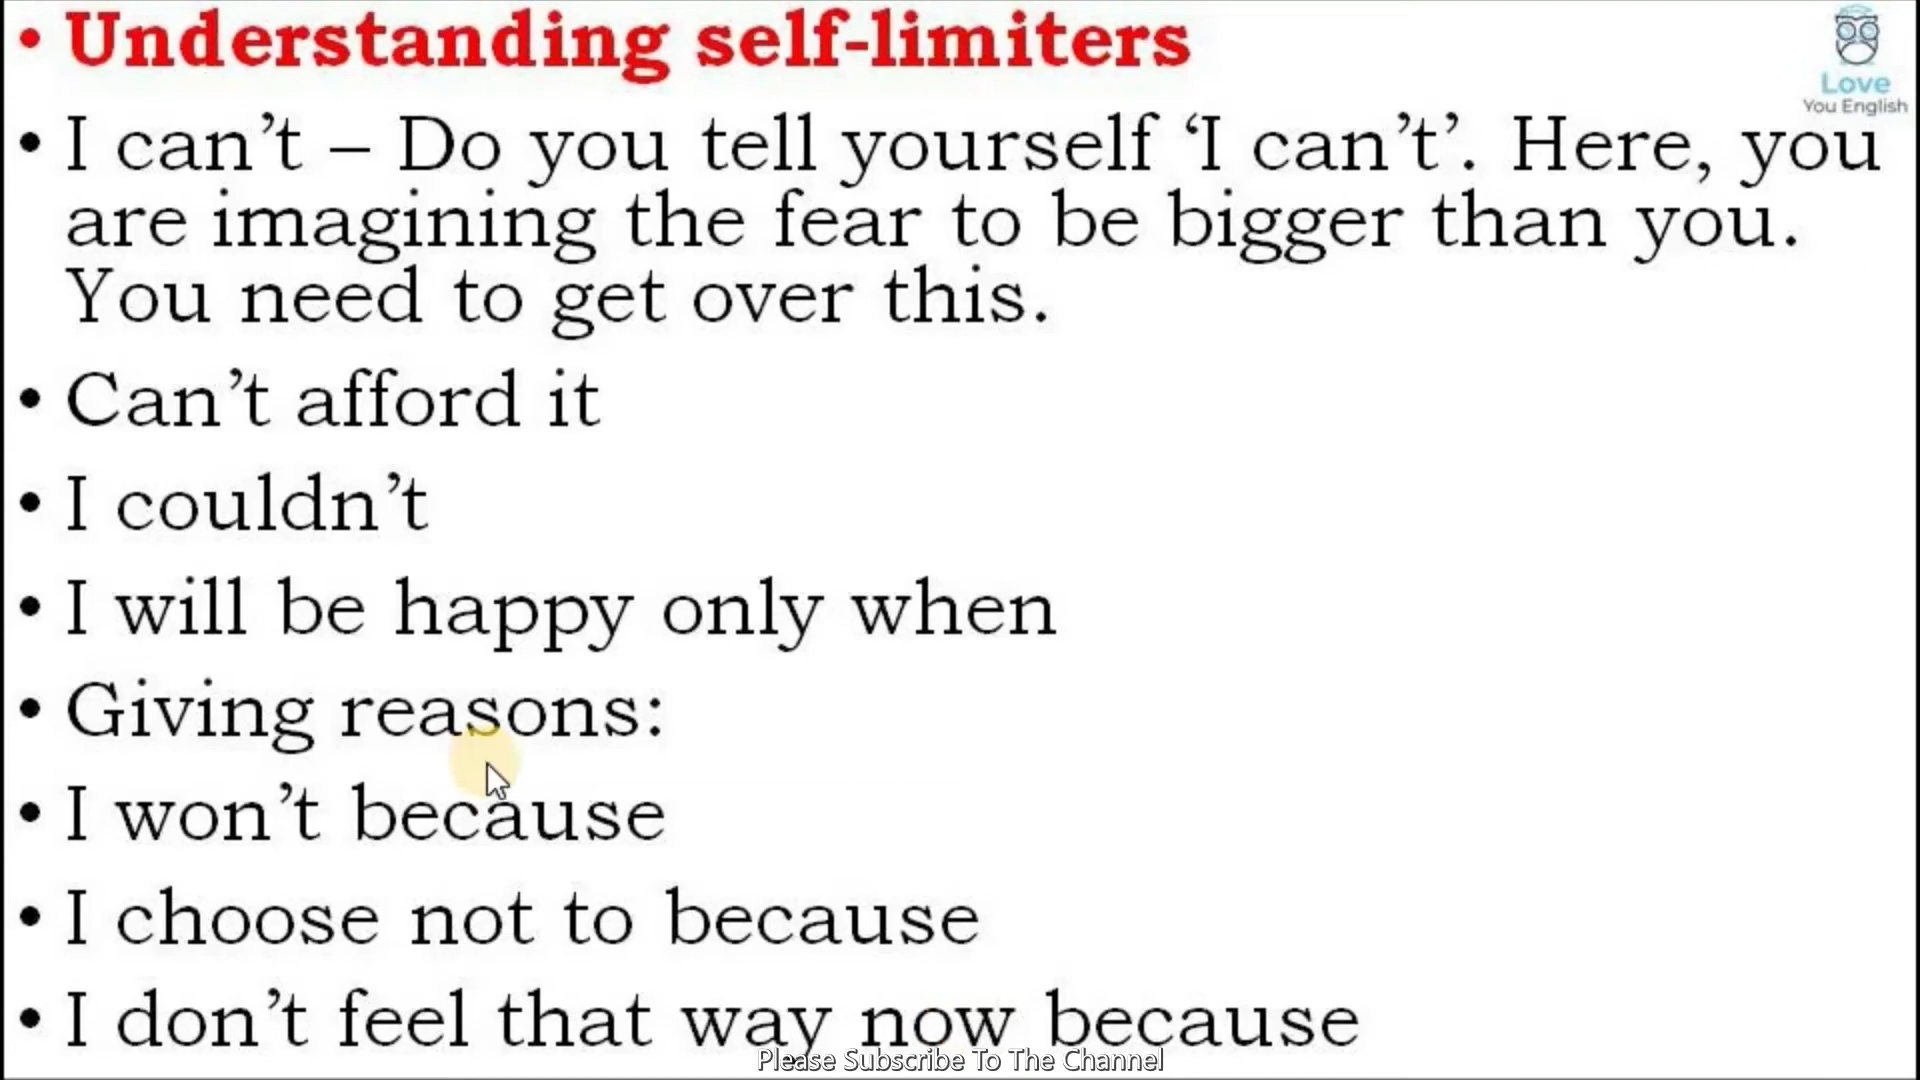 • Understanding self-limiters
Love
You English
• I can’t – Do you tell yourself ‘I can’t’. Here, you
are imagining the fear to be bigger than you.
You need to get over this.
• Can’t afford it
• I couldn’t
• I will be happy only when
• Giving reasons:
• I won’t because
• I choose not to because
• I don’t feel that way now because
Please Subscribe To The Channel